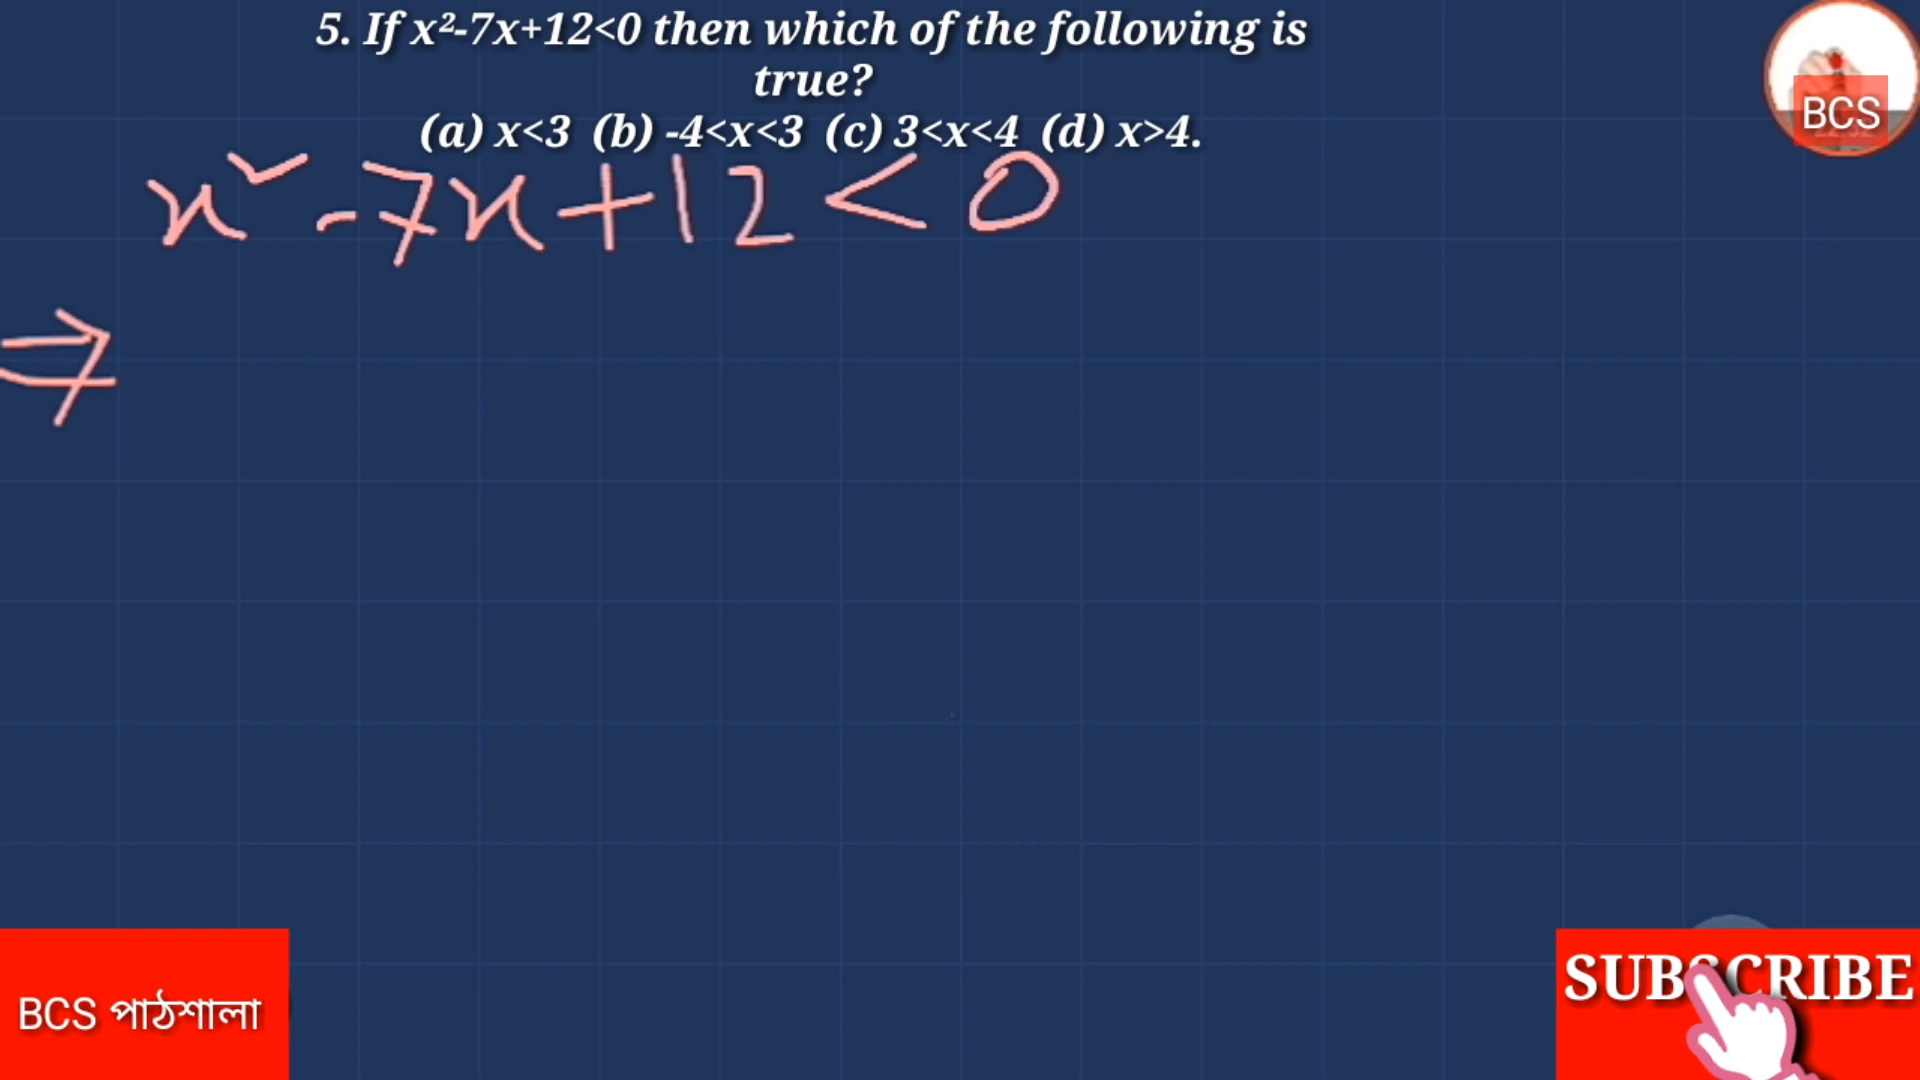 5. If x²-7x+12<0 then which of the following is
true?
(a) x<3 (b) -4<x<3 (c) 3<x<4 (d) x>4.
BCS
x² - 7x + 12 < 0
⇒
BCS পাঠশালা
SUBSCRIBE